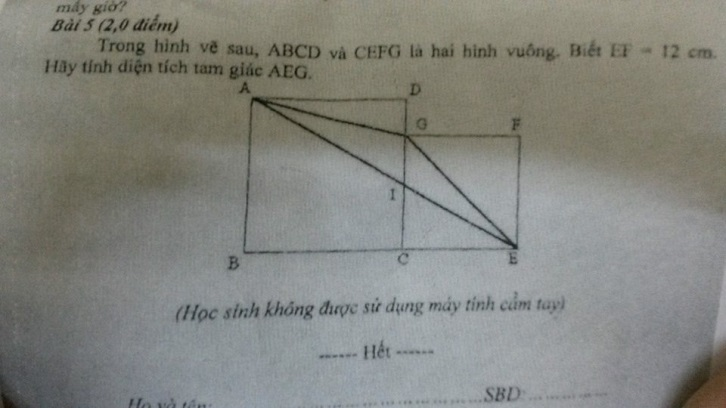 mấy giờ?
Bài 5 (2,0 điểm)
Trong hình vẽ sau, ABCD và CEFG là hai hình vuông. Biết EF = 12 cm.
Hãy tính diện tích tam giác AEG.
A D
G F
I
B C E
(Học sinh không được sử dụng máy tính cầm tay)
------ Hết ------
Họ và tên: ........................ SBD: ............